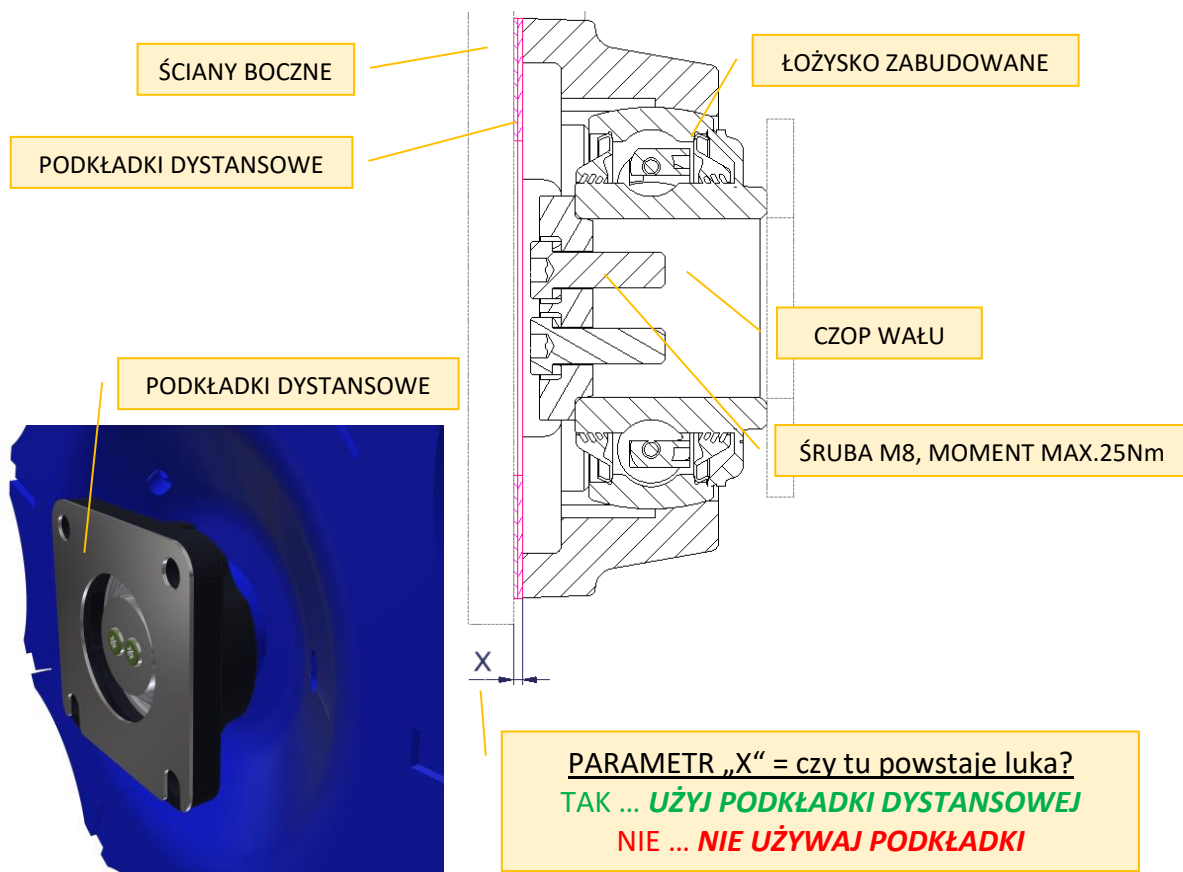 ŚCIANY BOCZNE
ŁOŻYSKO ZABUDOWANE
PODKŁADKI DYSTANSOWE
CZOP WAŁU
PODKŁADKI DYSTANSOWE
ŚRUBA M8, MOMENT MAX.25Nm
X
PARAMETR „X“ = czy tu powstaje luka?
TAK ... UŻYJ PODKŁADKI DYSTANSOWEJ
NIE ... NIE UŻYWAJ PODKŁADKI